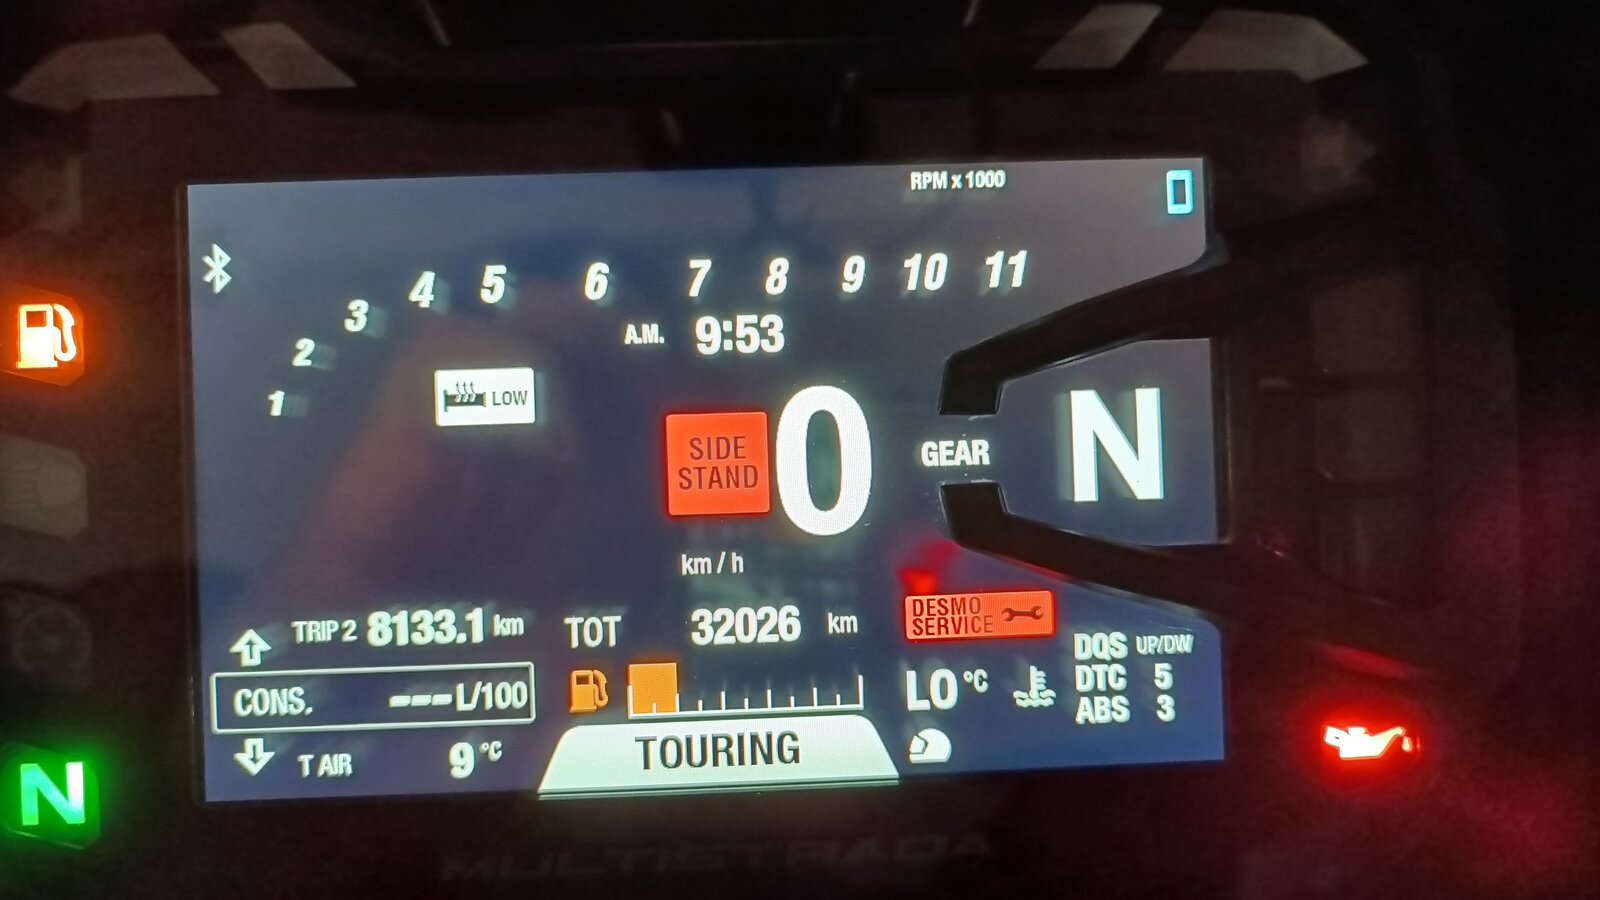 RPM x 1000
1 2 3 4 5 6 7 8 9 10 11
A.M. 9:53
LOW
SIDE
STAND
0
km / h
GEAR
N
TRIP 2 8133.1 km
TOT 32026 km
DESMO
SERVICE
CONS. --- L/100
LO °C
DQS UP/DW
DTC 5
ABS 3
T AIR 9 °C
TOURING
N
MULTISTRADA